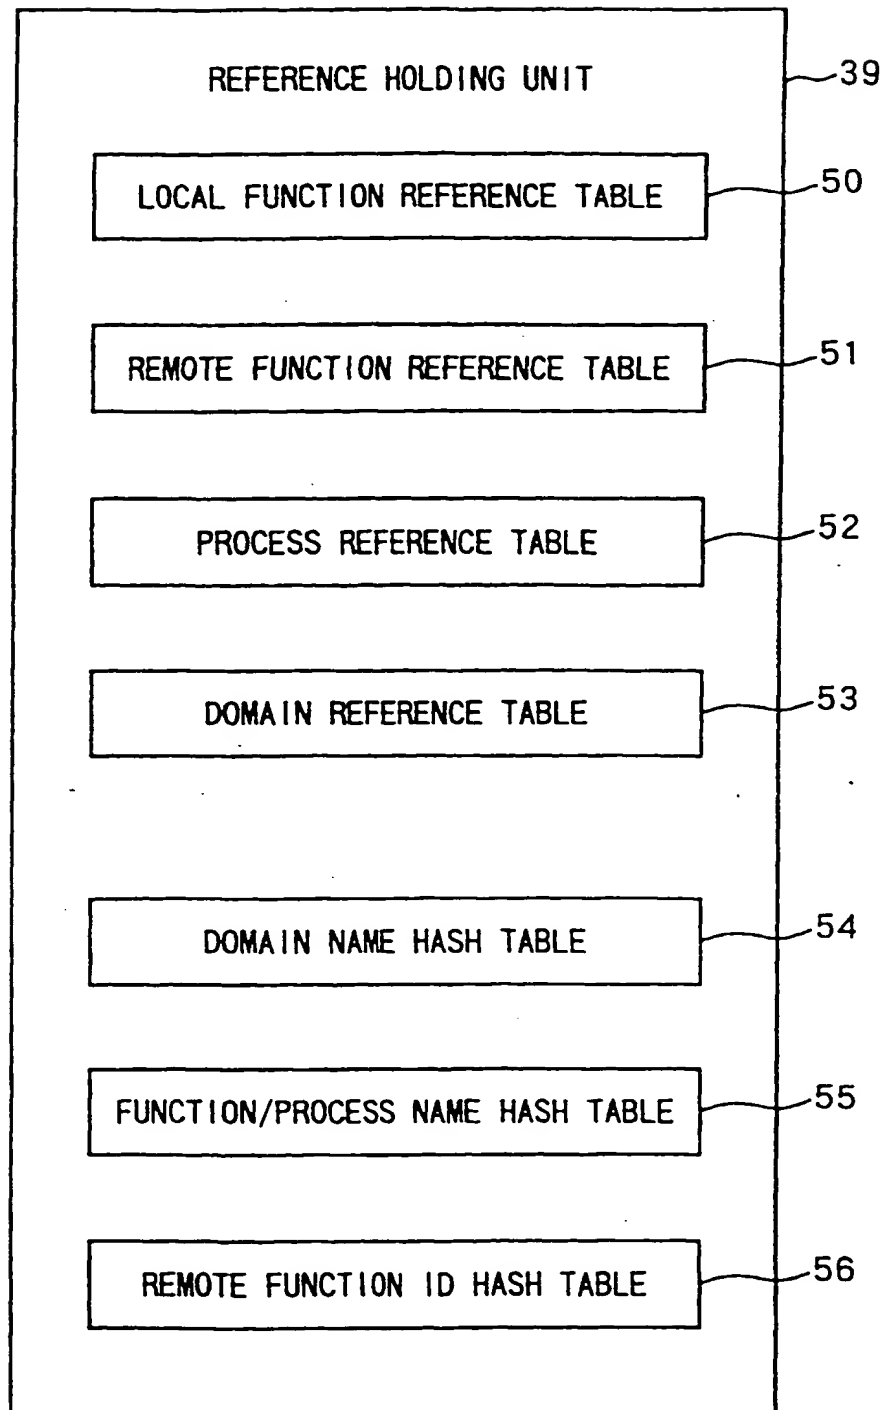 REFERENCE HOLDING UNIT
39
LOCAL FUNCTION REFERENCE TABLE
50
REMOTE FUNCTION REFERENCE TABLE
51
PROCESS REFERENCE TABLE
52
DOMAIN REFERENCE TABLE
53
DOMAIN NAME HASH TABLE
54
FUNCTION/PROCESS NAME HASH TABLE
55
REMOTE FUNCTION ID HASH TABLE
56